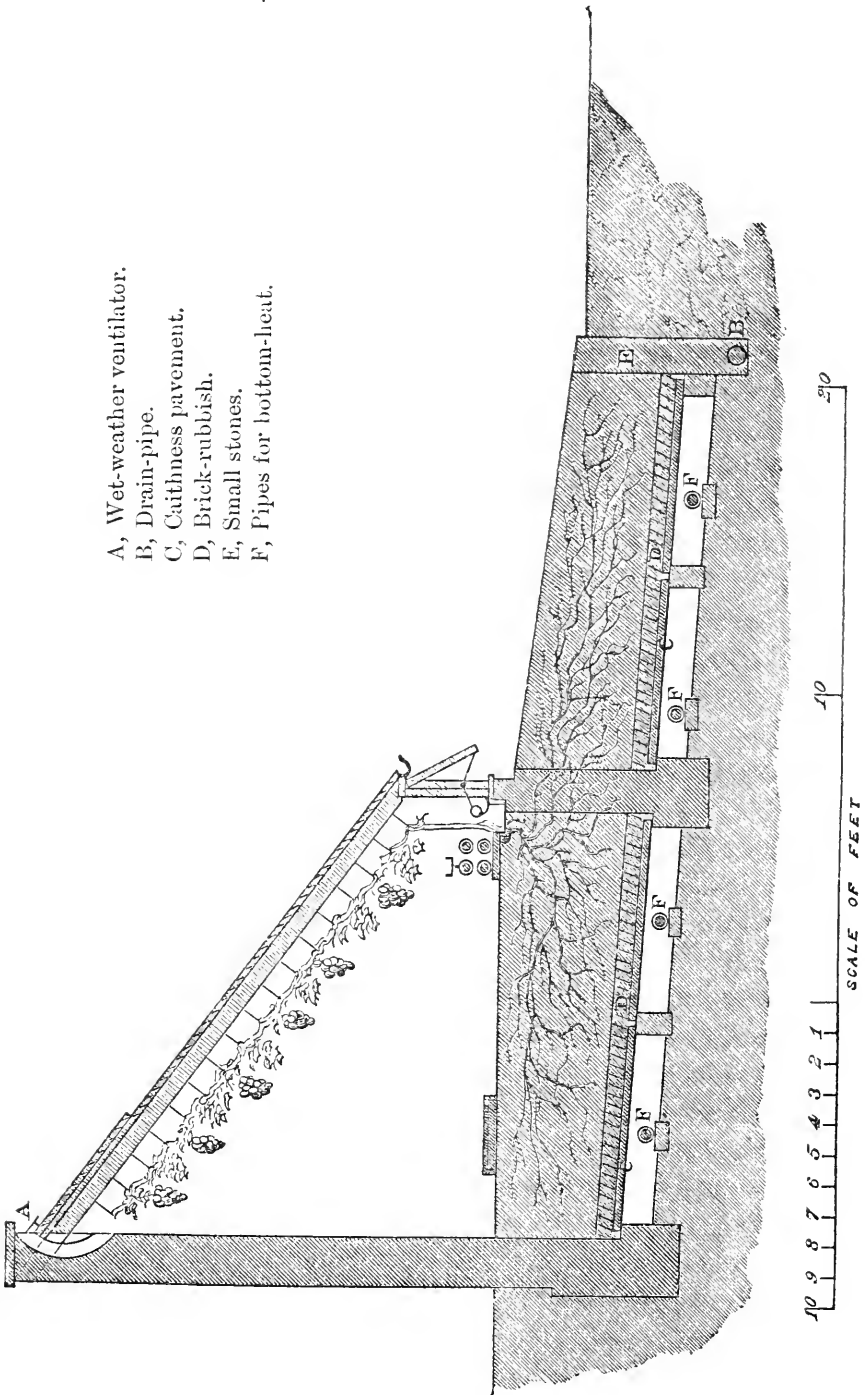 A, Wet-weather ventilator.
B, Drain-pipe.
C, Caithness pavement.
D, Brick-rubbish.
E, Small stones.
F, Pipes for bottom-heat.
A
E
B
D
C
F
F
D
F
C
F
10 9 8 7 6 5 4 3 2 1 10 20
SCALE OF FEET